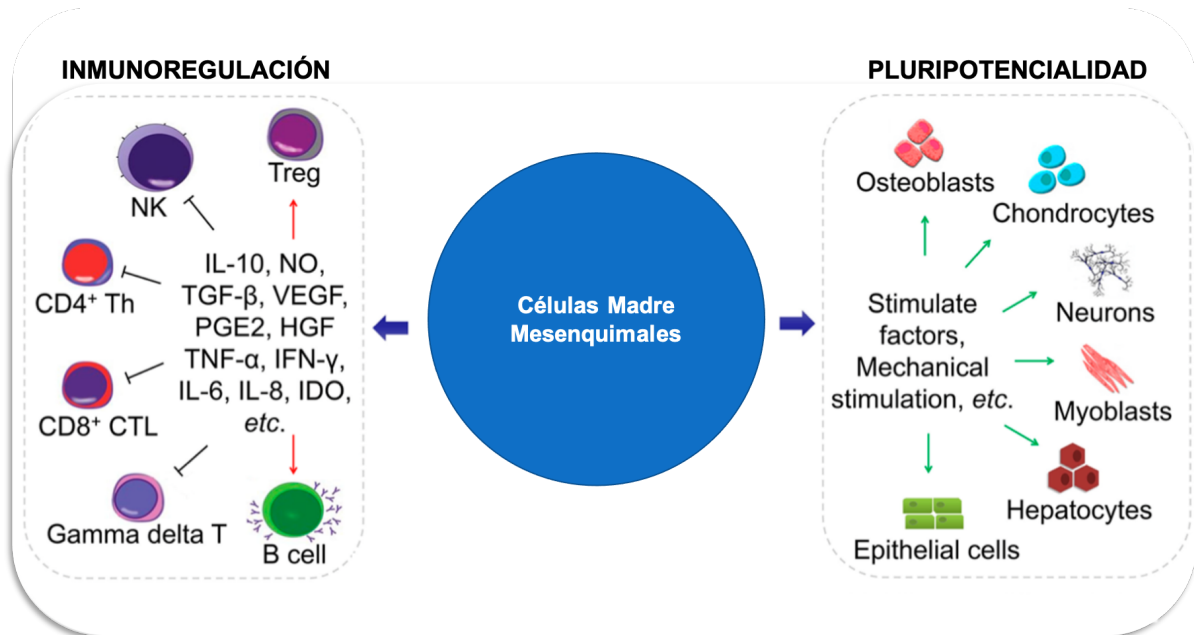 INMUNOREGULACIÓN
NK
Treg
CD4⁺ Th
CD8⁺ CTL
Gamma delta T
B cell
IL-10, NO,
TGF-β, VEGF,
PGE2, HGF
TNF-α, IFN-γ,
IL-6, IL-8, IDO,
etc.
Células Madre
Mesenquimales
PLURIPOTENCIALIDAD
Osteoblasts
Chondrocytes
Neurons
Myoblasts
Hepatocytes
Epithelial cells
Stimulate
factors,
Mechanical
stimulation, etc.